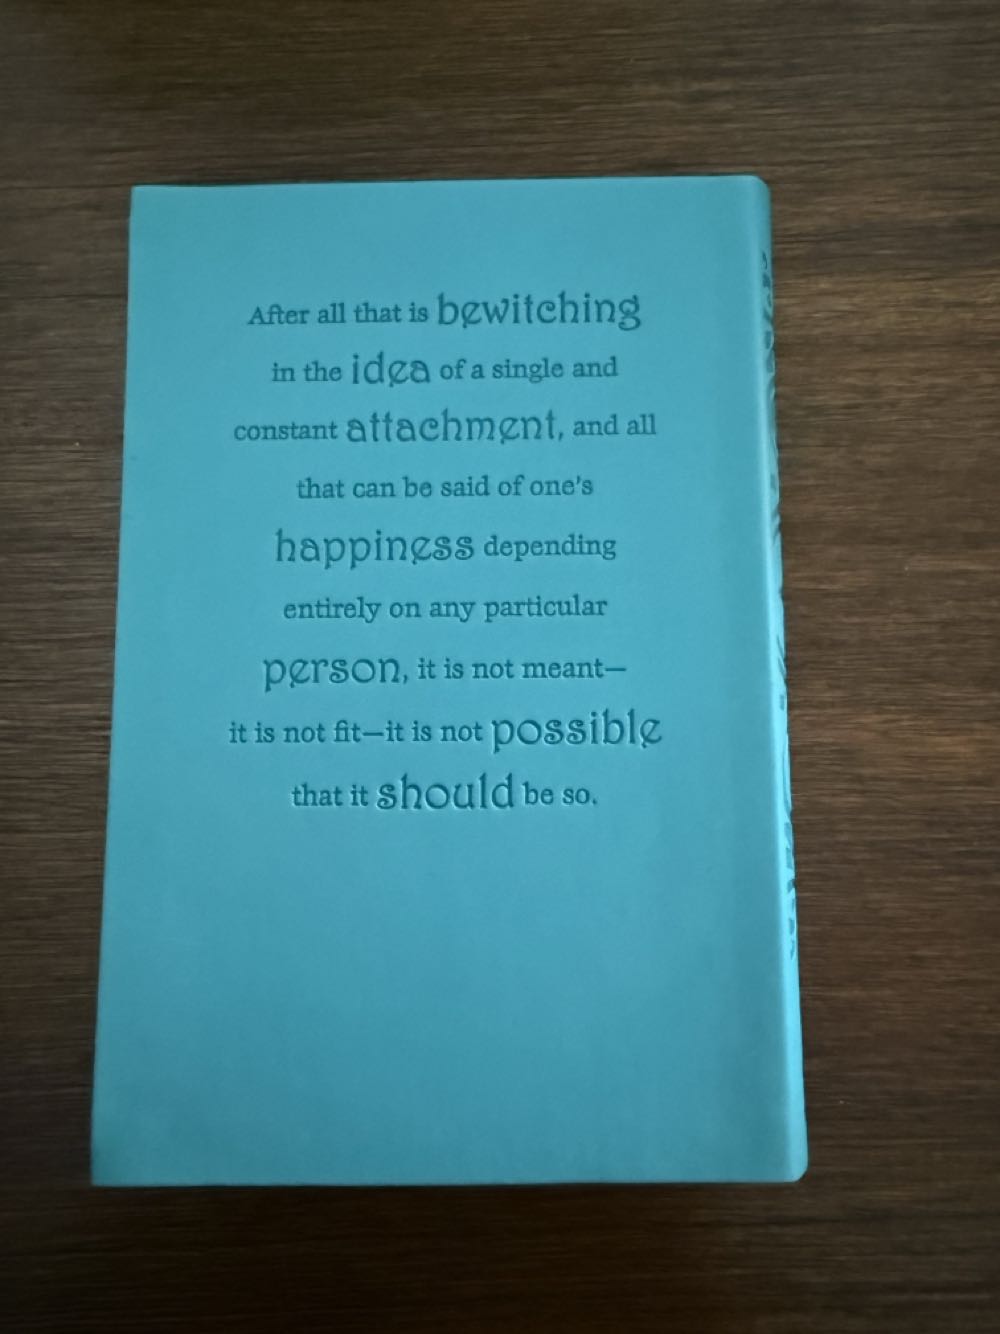 After all that is bewitching
in the idea of a single and
constant attachment, and all
that can be said of one's
happiness depending
entirely on any particular
person, it is not meant—
it is not fit—it is not possible
that it should be so.